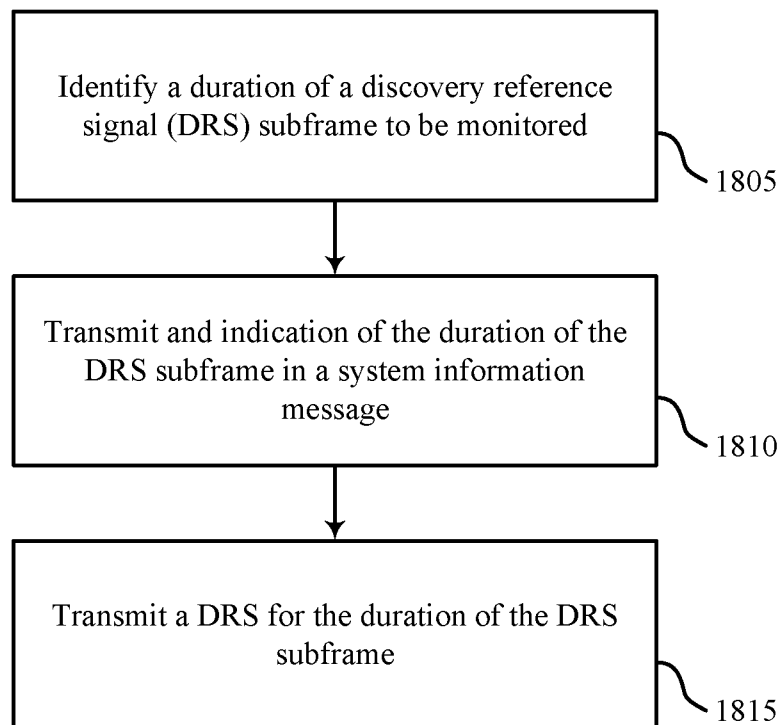 Identify a duration of a discovery reference
signal (DRS) subframe to be monitored
1805
Transmit and indication of the duration of the
DRS subframe in a system information
message
1810
Transmit a DRS for the duration of the DRS
subframe
1815